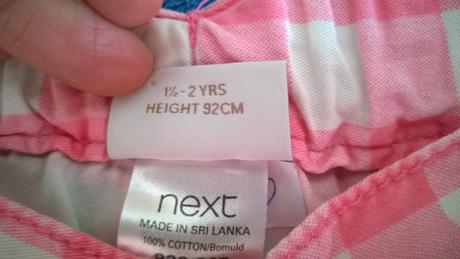 1½-2 YRS
HEIGHT 92CM
next
MADE IN SRI LANKA
100% COTTON/Bomuld